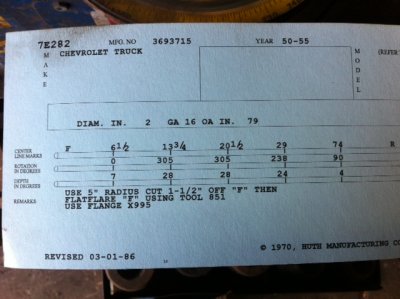 7E282 MFG. NO 3693715 YEAR 50-55
MAKE CHEVROLET TRUCK MODEL (REFER
DIAM. IN. 2 GA 16 OA IN. 79
CENTER LINE MARKS F 6 1/2 13 3/4 20 1/2 29 74 R
ROTATION IN DEGREES 0 305 305 238 90
DEPTH IN DEGREES 7 28 28 24 4
REMARKS USE 5" RADIUS CUT 1-1/2" OFF "F" THEN
FLATFLARE "F" USING TOOL 851
USE FLANGE X995
© 1970, HUTH MANUFACTURING CO
REVISED 03-01-86